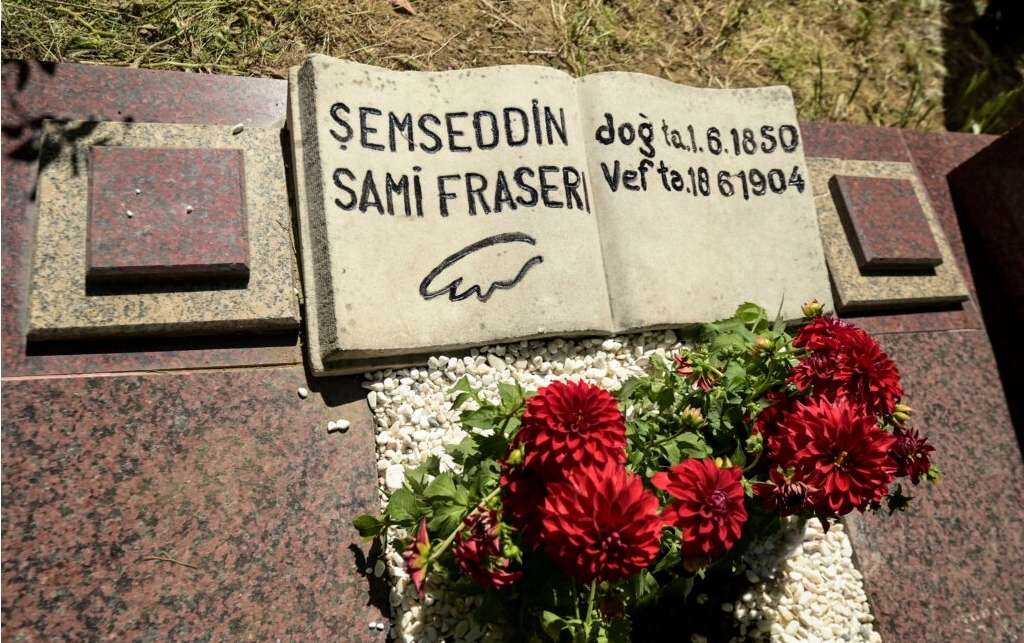 ŞEMSEDDİN
SAMİ FRASERI
doğ ta.1.6.1850
Vef ta.18 6 1904